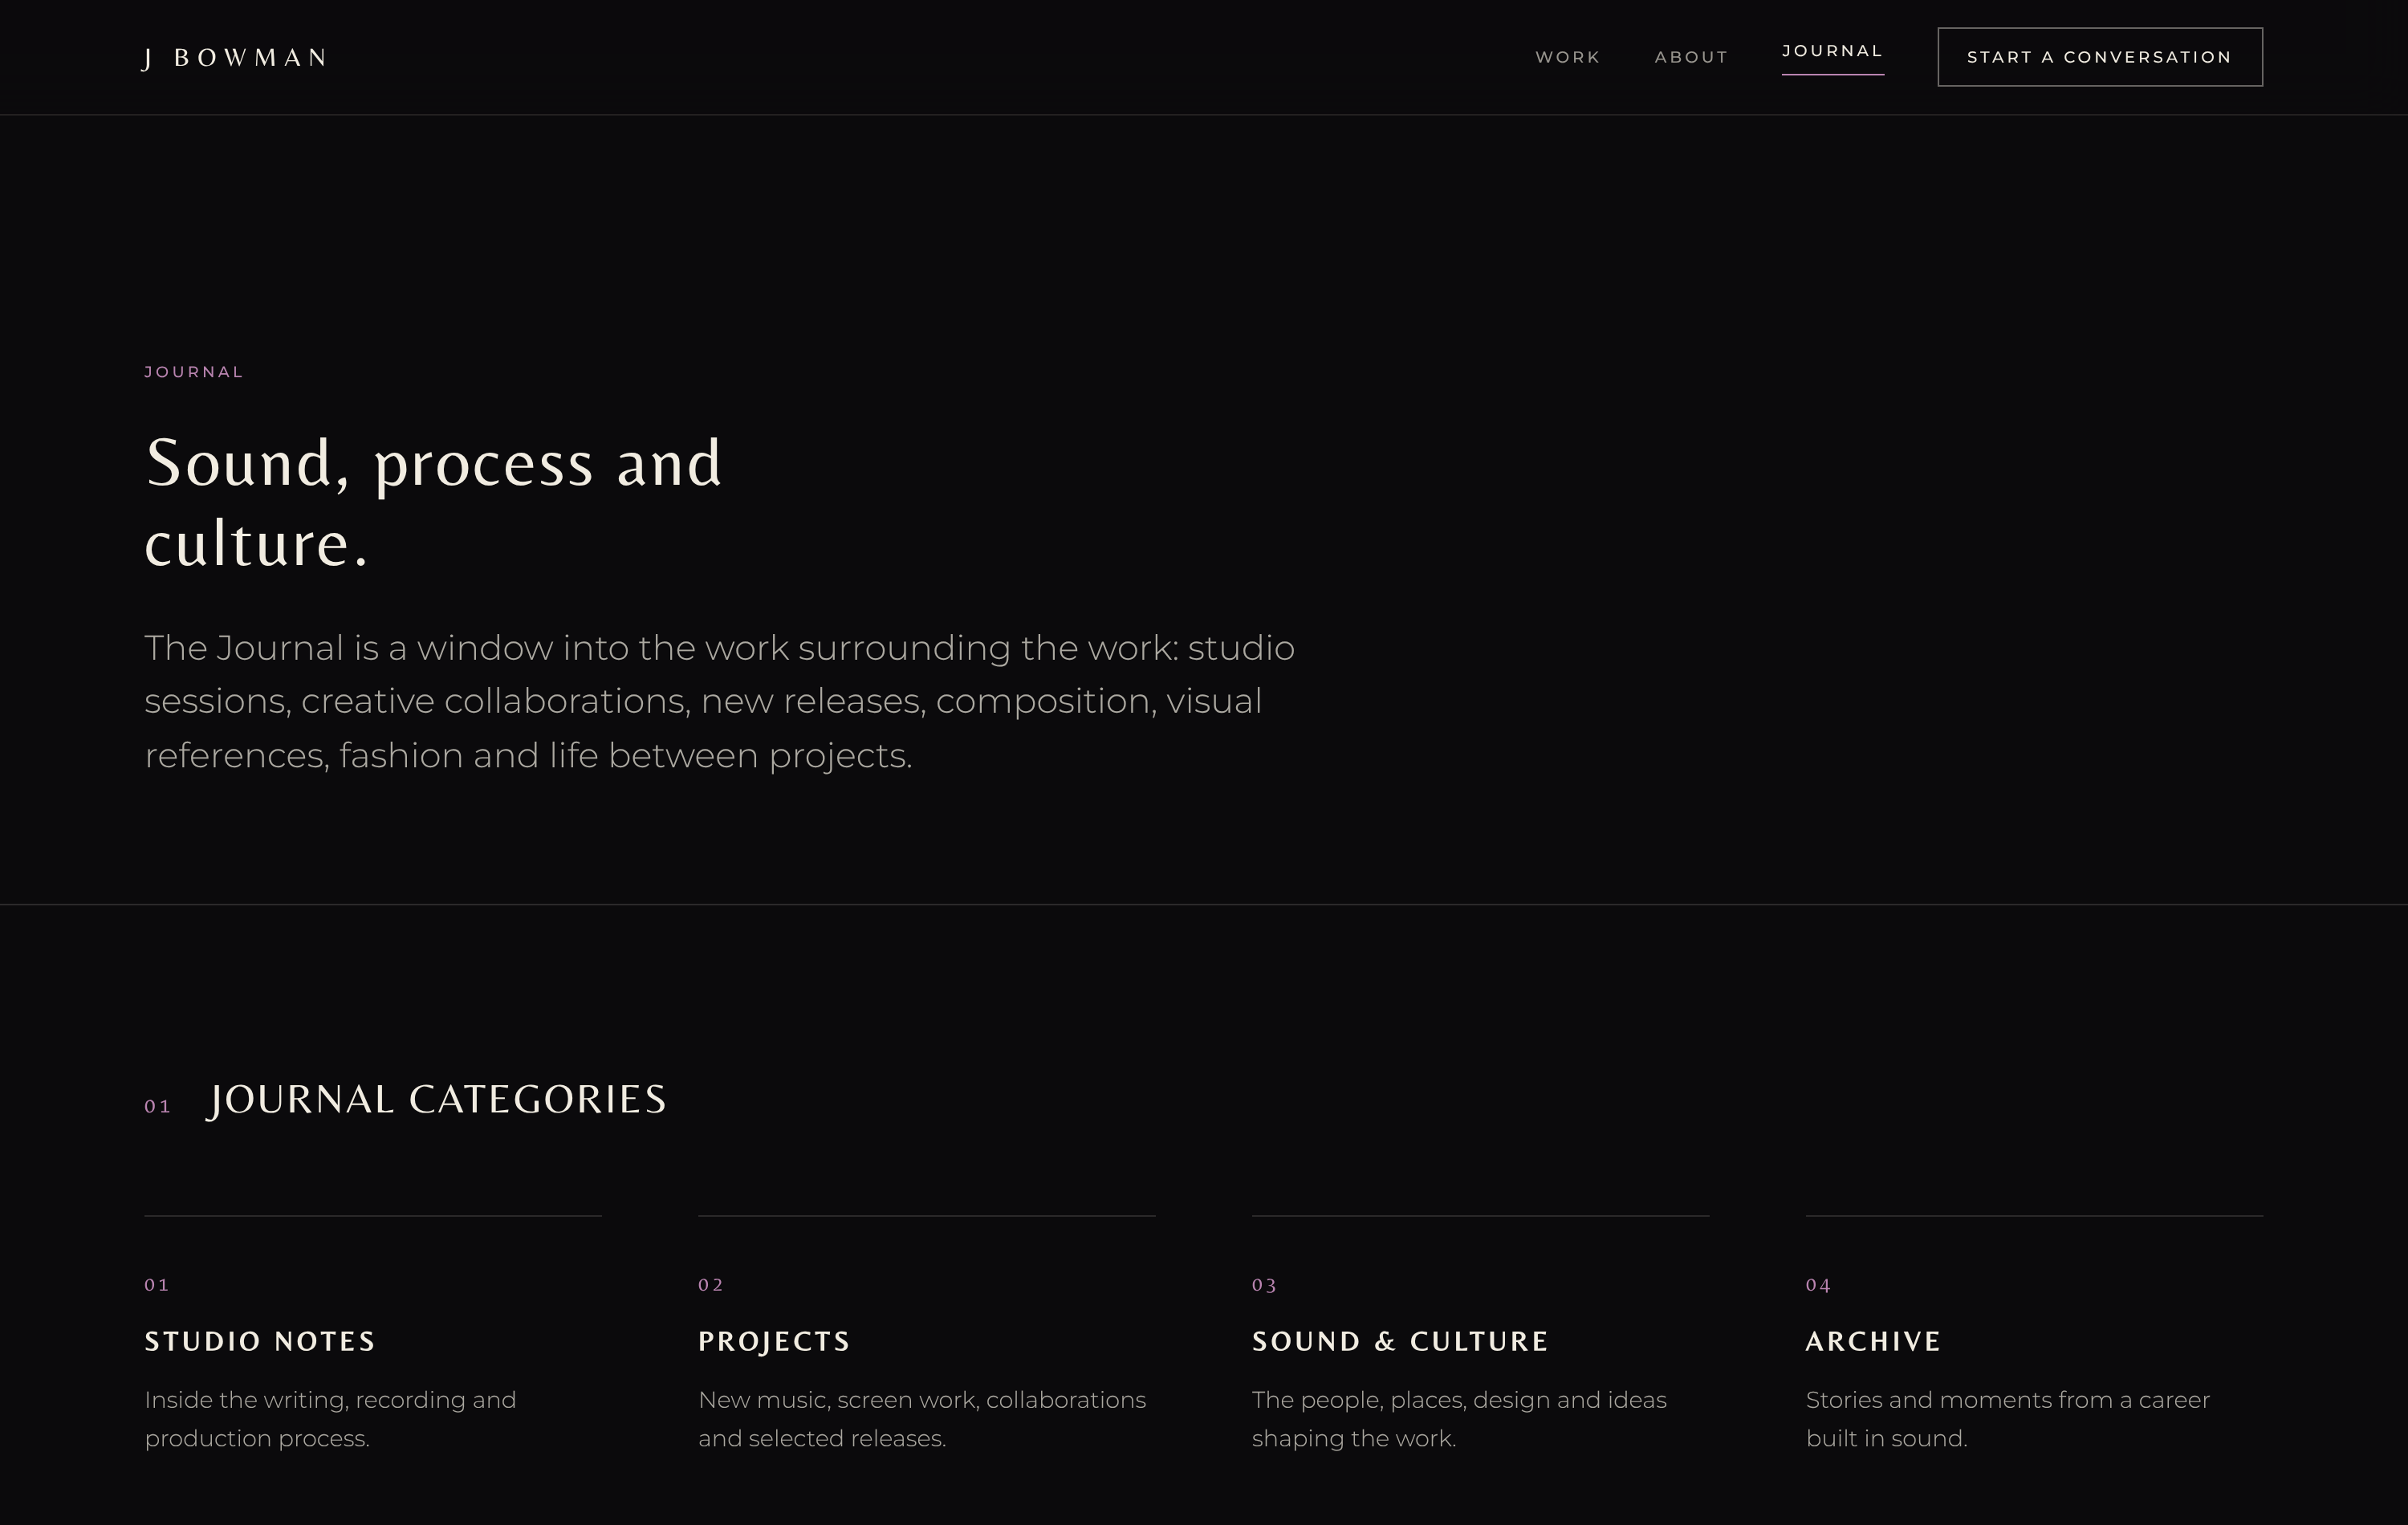 J BOWMAN
WORK
ABOUT
JOURNAL
START A CONVERSATION
JOURNAL
Sound, process and
culture.
The Journal is a window into the work surrounding the work: studio
sessions, creative collaborations, new releases, composition, visual
references, fashion and life between projects.
01 JOURNAL CATEGORIES
01
STUDIO NOTES
Inside the writing, recording and
production process.
02
PROJECTS
New music, screen work, collaborations
and selected releases.
03
SOUND & CULTURE
The people, places, design and ideas
shaping the work.
04
ARCHIVE
Stories and moments from a career
built in sound.